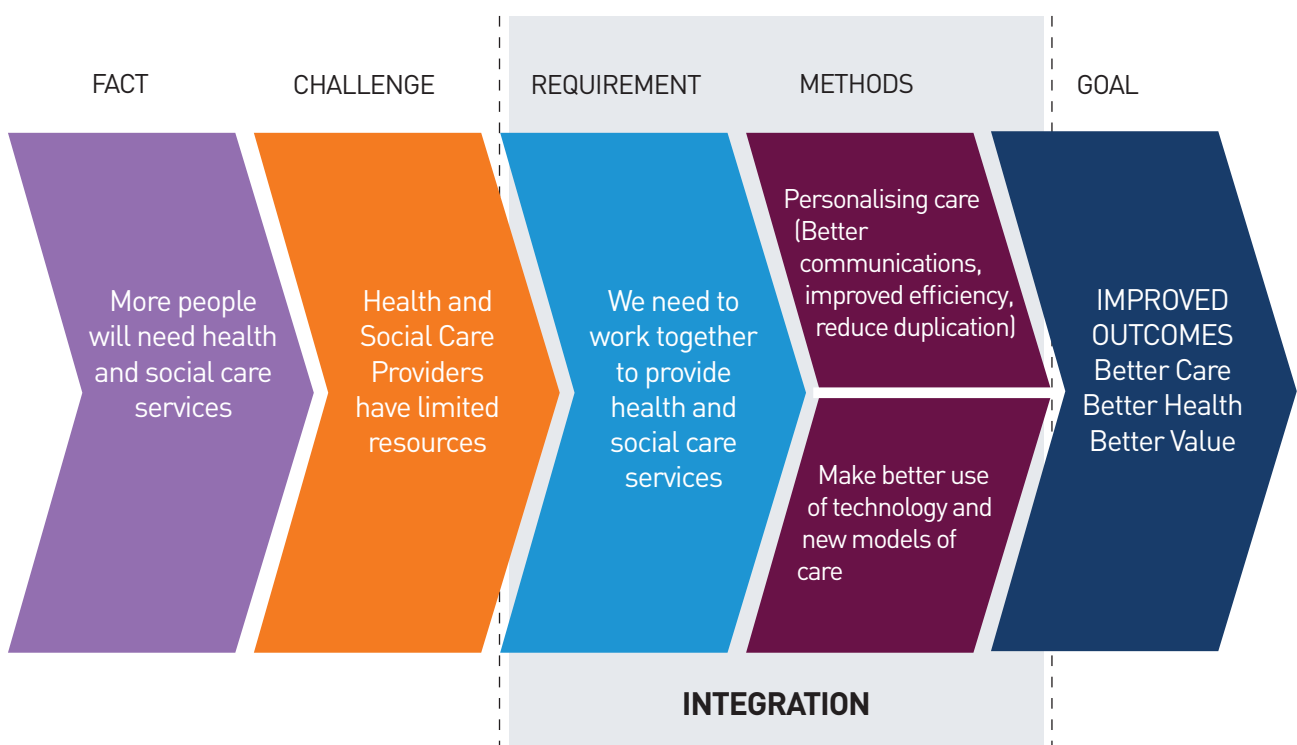 FACT
CHALLENGE
REQUIREMENT
METHODS
GOAL
More people
will need health
and social care
services
Health and
Social Care
Providers
have limited
resources
We need to
work together
to provide
health and
social care
services
Personalising care
(Better
communications,
improved efficiency,
reduce duplication)
Make better use
of technology and
new models of
care
IMPROVED
OUTCOMES
Better Care
Better Health
Better Value
INTEGRATION